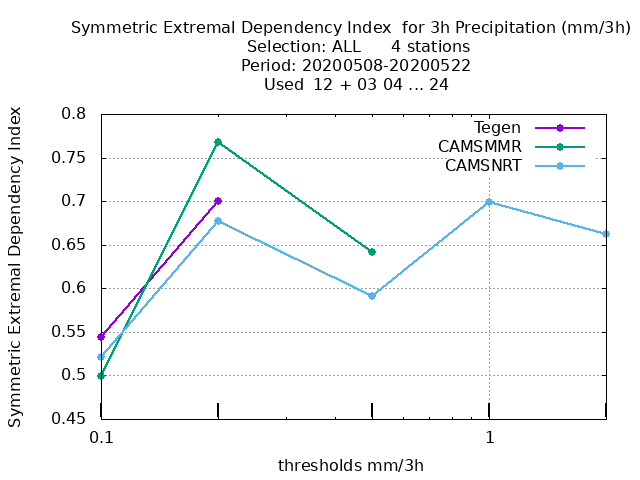 Symmetric Extremal Dependency Index  for 3h Precipitation (mm/3h)
Selection: ALL      4 stations
Period: 20200508-20200522
Used  12 + 03 04 ... 24
Symmetric Extremal Dependency Index
0.8
0.75
0.7
0.65
0.6
0.55
0.5
0.45
Tegen
CAMSMMR
CAMSNRT
0.1
1
thresholds mm/3h